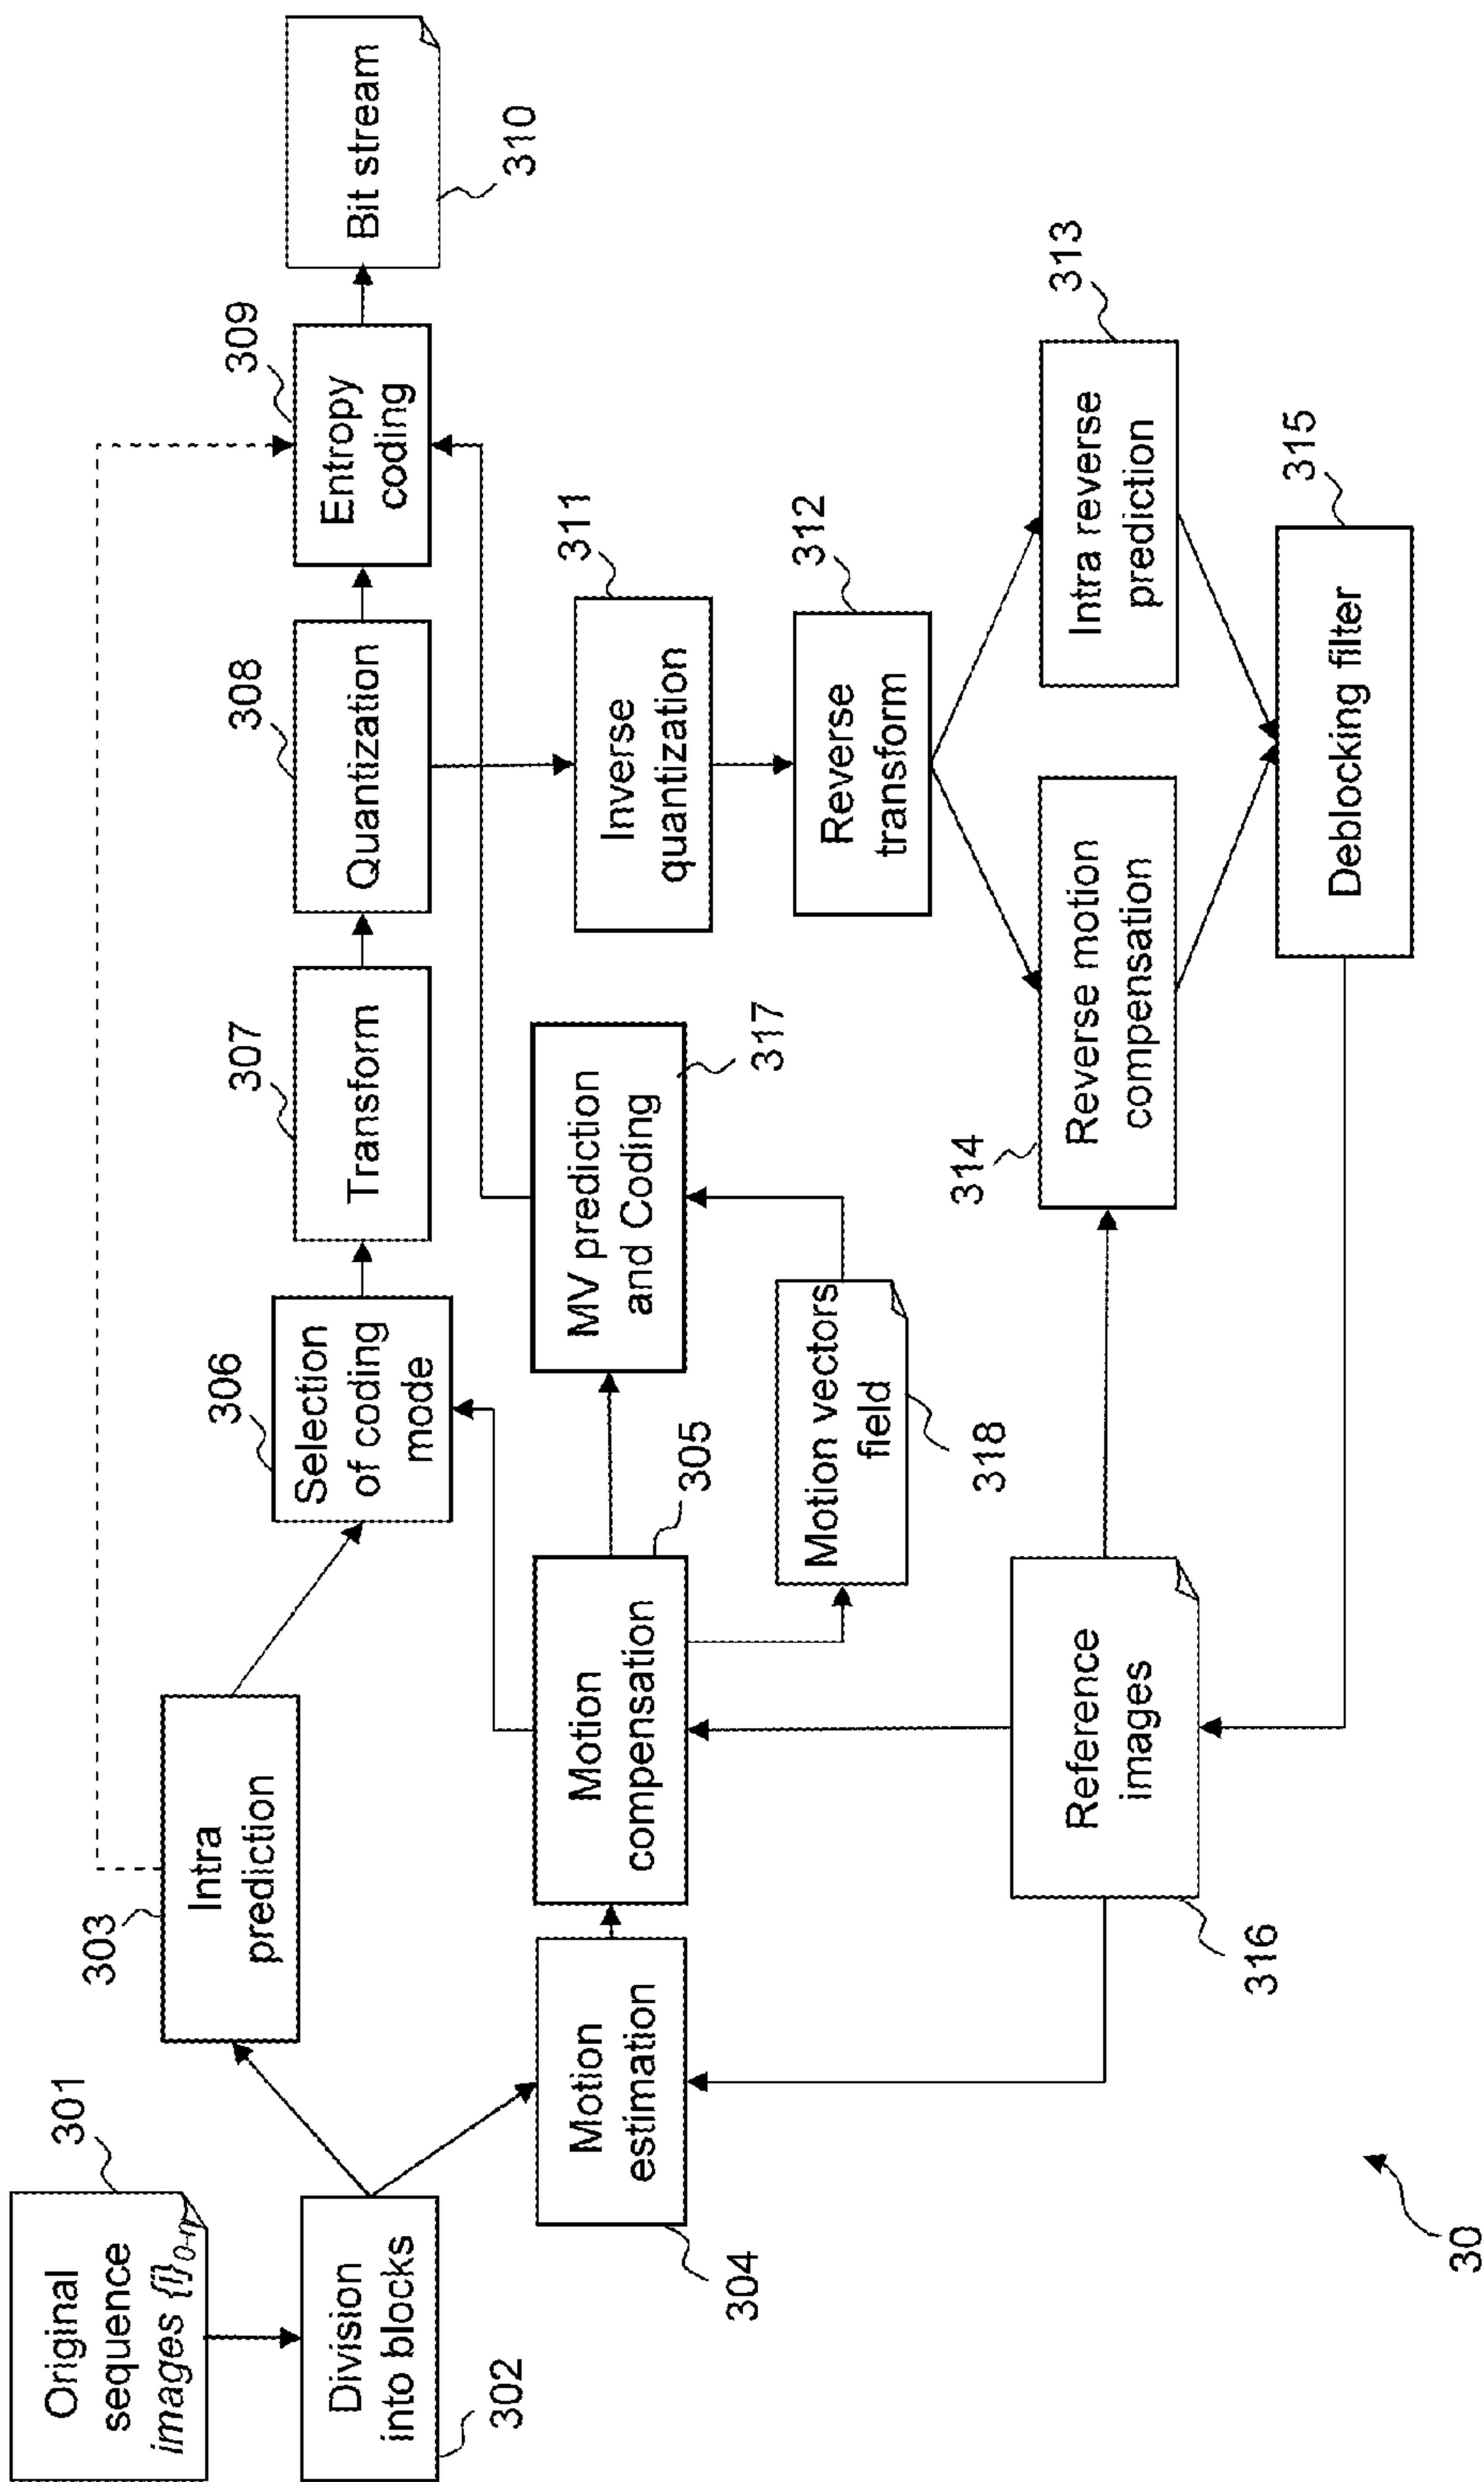 Original
sequence
images {I}0-n
301
Division
into blocks
302
Intra
prediction
303
Motion
estimation
304
Motion
compensation
305
Selection
of coding
mode
306
Transform
307
Quantization
308
Entropy
coding
309
Bit stream
310
Inverse
quantization
311
Reverse
transform
312
Intra reverse
prediction
313
Reverse motion
compensation
314
Deblocking filter
315
Reference
images
316
MV prediction
and Coding
317
Motion vectors
field
318
30